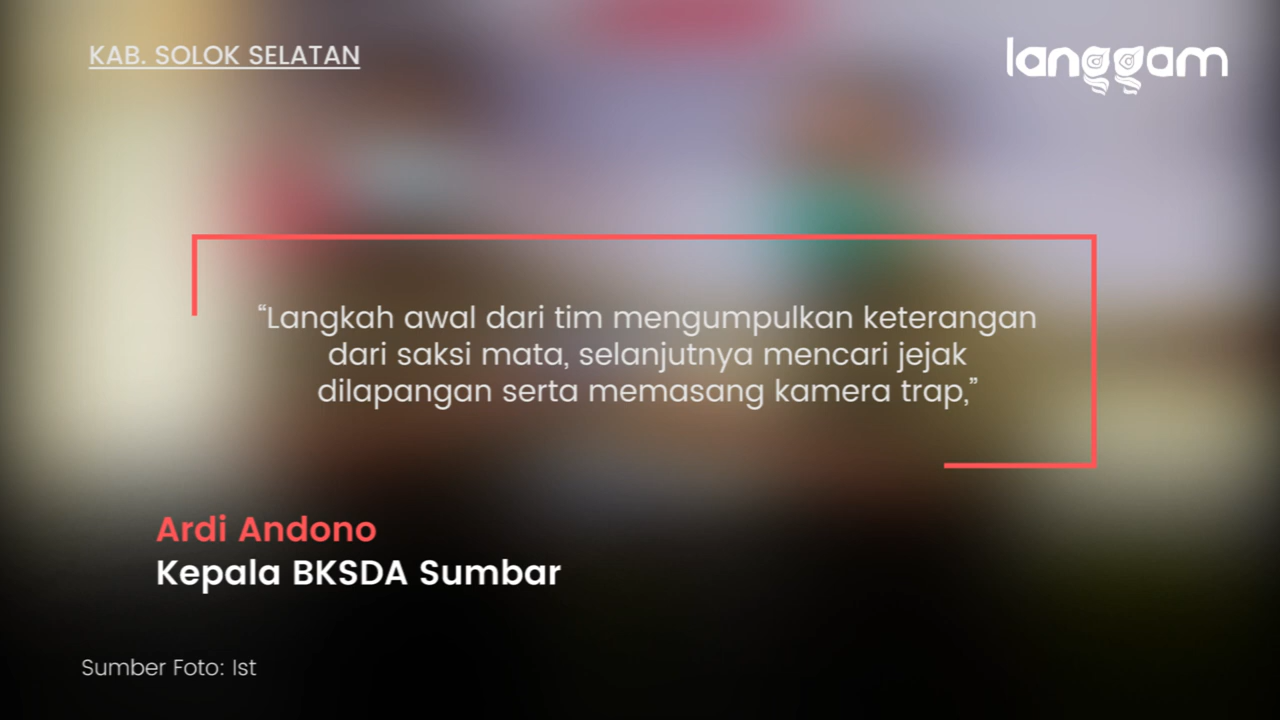 KAB. SOLOK SELATAN
langgam
“Langkah awal dari tim mengumpulkan keterangan
dari saksi mata, selanjutnya mencari jejak
dilapangan serta memasang kamera trap,”
Ardi Andono
Kepala BKSDA Sumbar
Sumber Foto: Ist